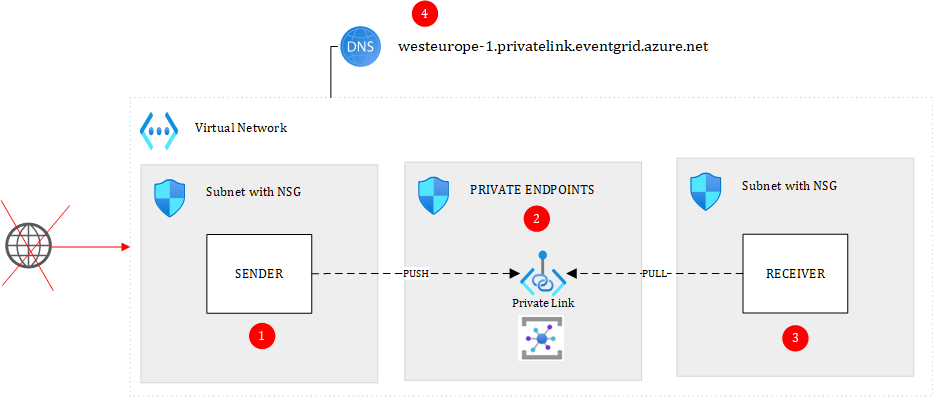 4
DNS
westeurope-1.privatelink.eventgrid.azure.net
Virtual Network
Subnet with NSG
PRIVATE ENDPOINTS
Subnet with NSG
2
SENDER
PUSH
PULL
RECEIVER
Private Link
1
3